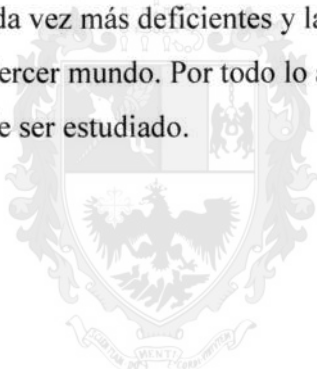 da vez más deficientes y la
ercer mundo. Por todo lo a
e ser estudiado.